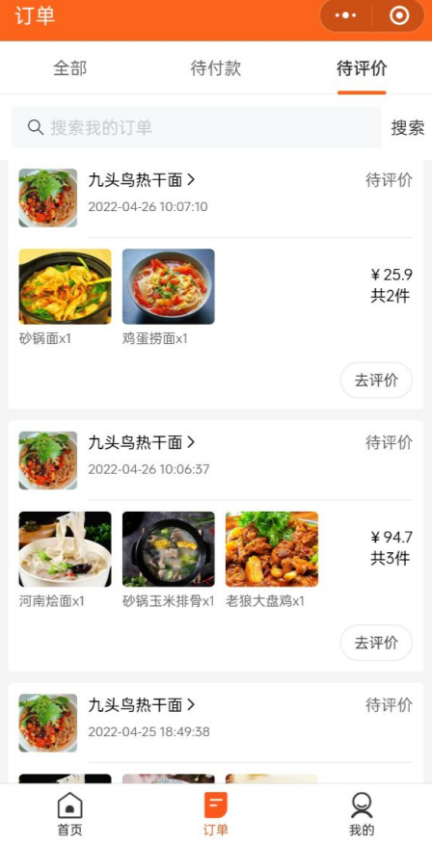 订单
全部 待付款 待评价
搜索我的订单 搜索
九头鸟热干面 待评价
2022-04-26 10:07:10
¥ 25.9
共2件
砂锅面x1 鸡蛋捞面x1
去评价
九头鸟热干面 待评价
2022-04-26 10:06:37
¥ 94.7
共3件
河南烩面x1 砂锅玉米排骨x1 老狼大盘鸡x1
去评价
九头鸟热干面 待评价
2022-04-25 18:49:38
首页 订单 我的